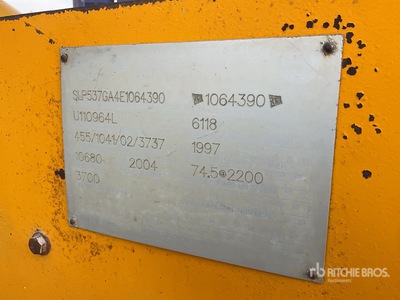 SLP537GA4E1064390 1064390
U110964L 6118
455/1041/02/3737 1997
10680 2004 74.5 2200
3700
rb RITCHIE BROS.